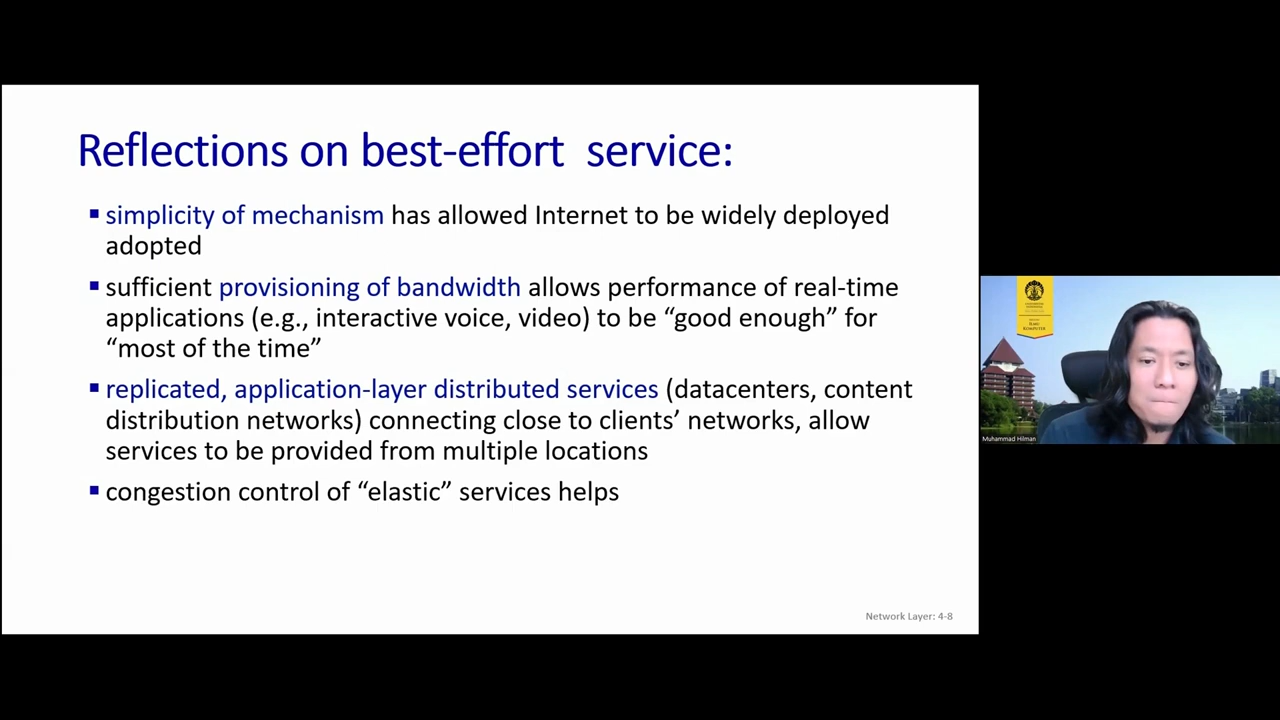 Reflections on best-effort service:
▪ simplicity of mechanism has allowed Internet to be widely deployed
adopted
▪ sufficient provisioning of bandwidth allows performance of real-time
applications (e.g., interactive voice, video) to be “good enough” for
“most of the time”
▪ replicated, application-layer distributed services (datacenters, content
distribution networks) connecting close to clients’ networks, allow
services to be provided from multiple locations
▪ congestion control of “elastic” services helps
Network Layer: 4-8
ILMU
KOMPUTER
Muhammad Hilman